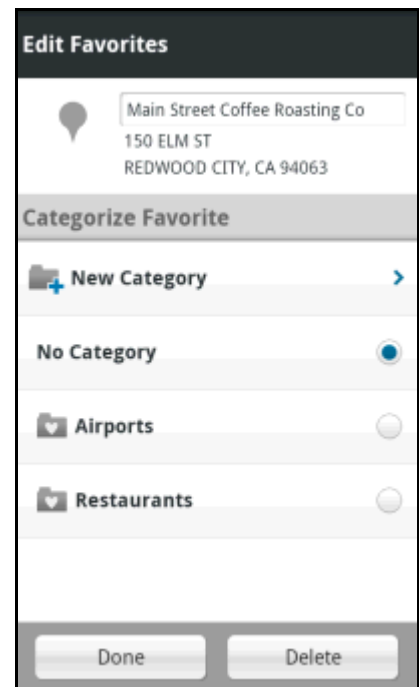 Edit Favorites
Main Street Coffee Roasting Co
150 ELM ST
REDWOOD CITY, CA 94063
Categorize Favorite
New Category
No Category
Airports
Restaurants
Done Delete